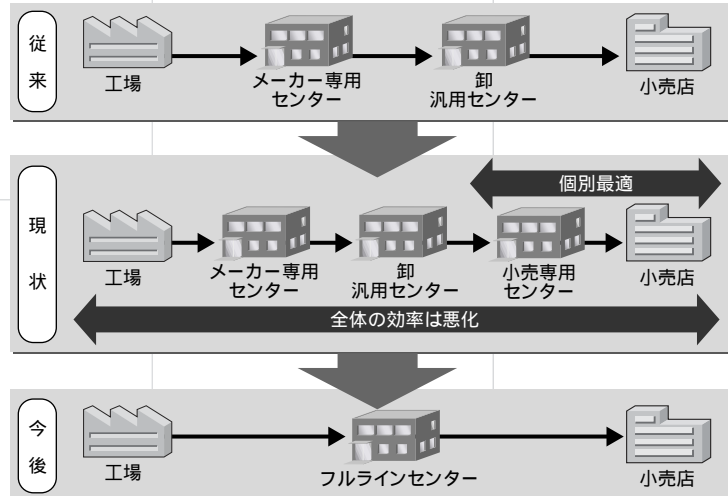 従来
工場
メーカー専用
センター
卸
汎用センター
小売店
個別最適
現状
工場
メーカー専用
センター
卸
汎用センター
小売専用
センター
小売店
全体の効率は悪化
今後
工場
フルラインセンター
小売店